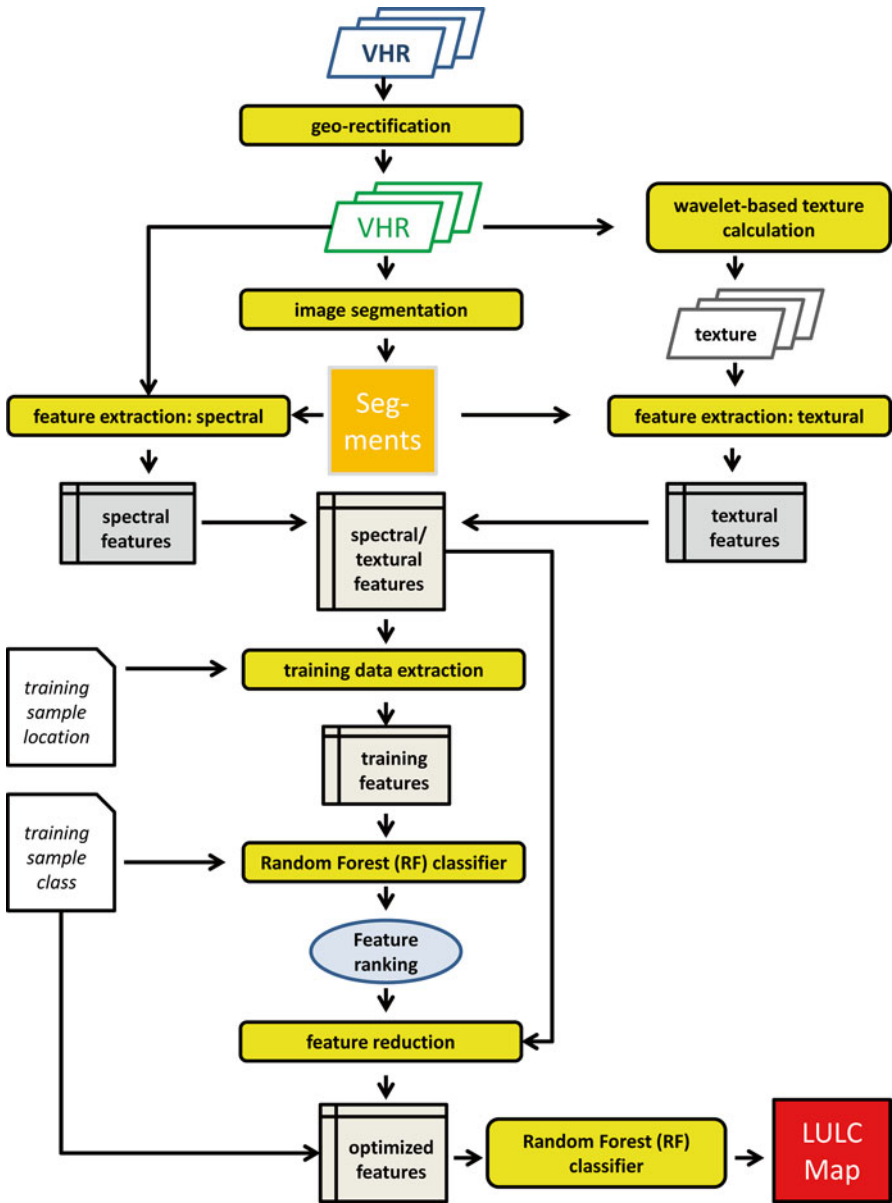 VHR
geo-rectification
VHR
wavelet-based texture
calculation
image segmentation
texture
feature extraction: spectral
Seg-
ments
feature extraction: textural
spectral
features
spectral/
textural
features
textural
features
training
sample
location
training data extraction
training
features
training
sample
class
Random Forest (RF) classifier
Feature
ranking
feature reduction
optimized
features
Random Forest (RF)
classifier
LULC
Map